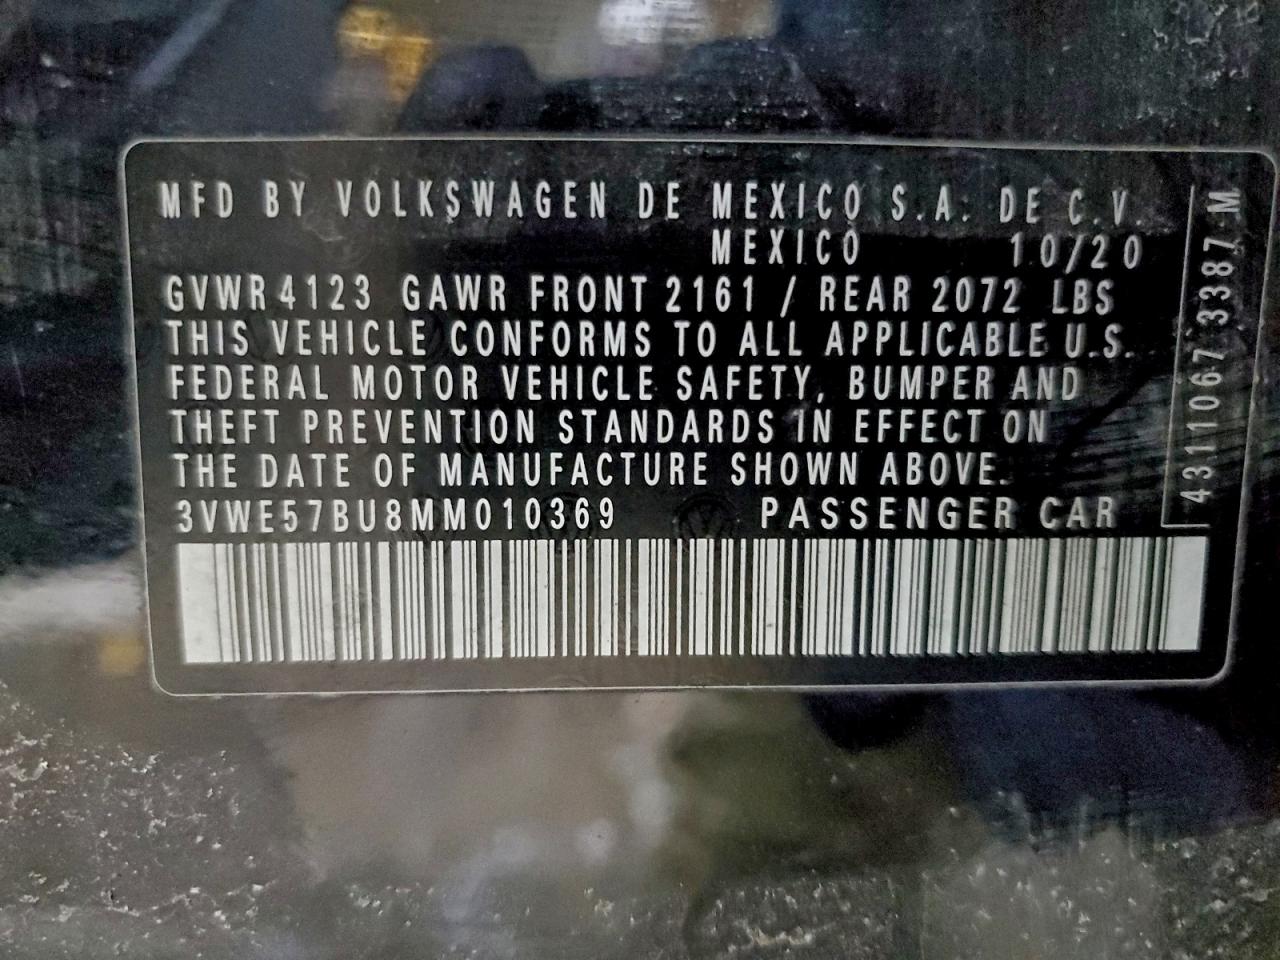 MFD BY VOLKSWAGEN DE MEXICO S.A. DE C.V.
MEXICO 10/20
GVWR 4123 GAWR FRONT 2161 / REAR 2072 LBS
THIS VEHICLE CONFORMS TO ALL APPLICABLE U.S.
FEDERAL MOTOR VEHICLE SAFETY, BUMPER AND
THEFT PREVENTION STANDARDS IN EFFECT ON
THE DATE OF MANUFACTURE SHOWN ABOVE.
3VWE57BU8MM010369 PASSENGER CAR
4311067 3387 M